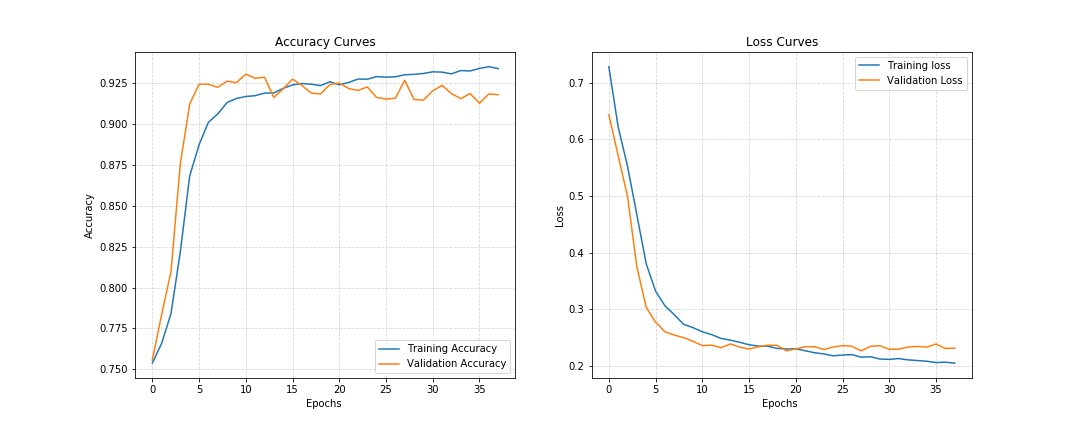 Accuracy Curves
Accuracy
0.925
0.900
0.875
0.850
0.825
0.800
0.775
0.750
0 5 10 15 20 25 30 35
Epochs
Training Accuracy
Validation Accuracy
Loss Curves
Loss
0.7
0.6
0.5
0.4
0.3
0.2
0 5 10 15 20 25 30 35
Epochs
Training loss
Validation Loss